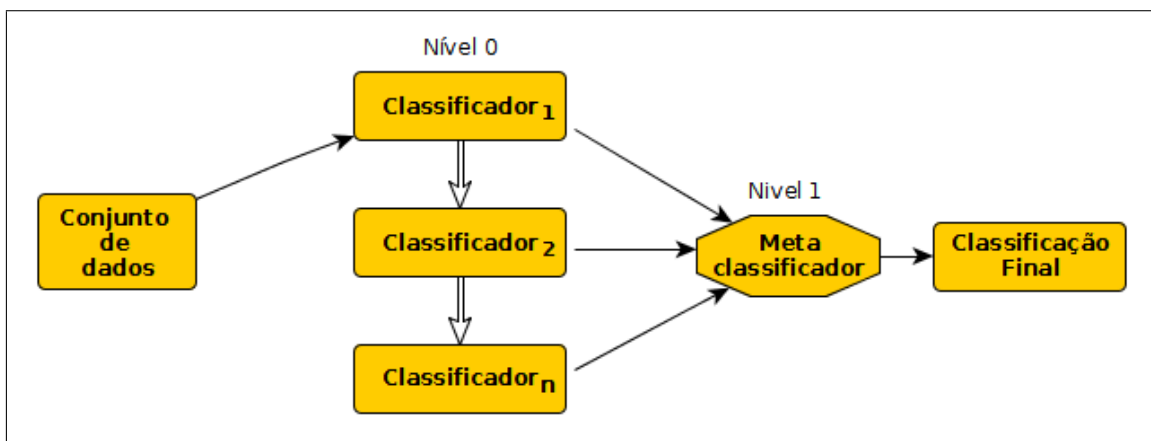 Nível 0
Classificador1
Conjunto
de
dados
Classificador2
Classificadorn
Nivel 1
Meta
classificador
Classificação
Final